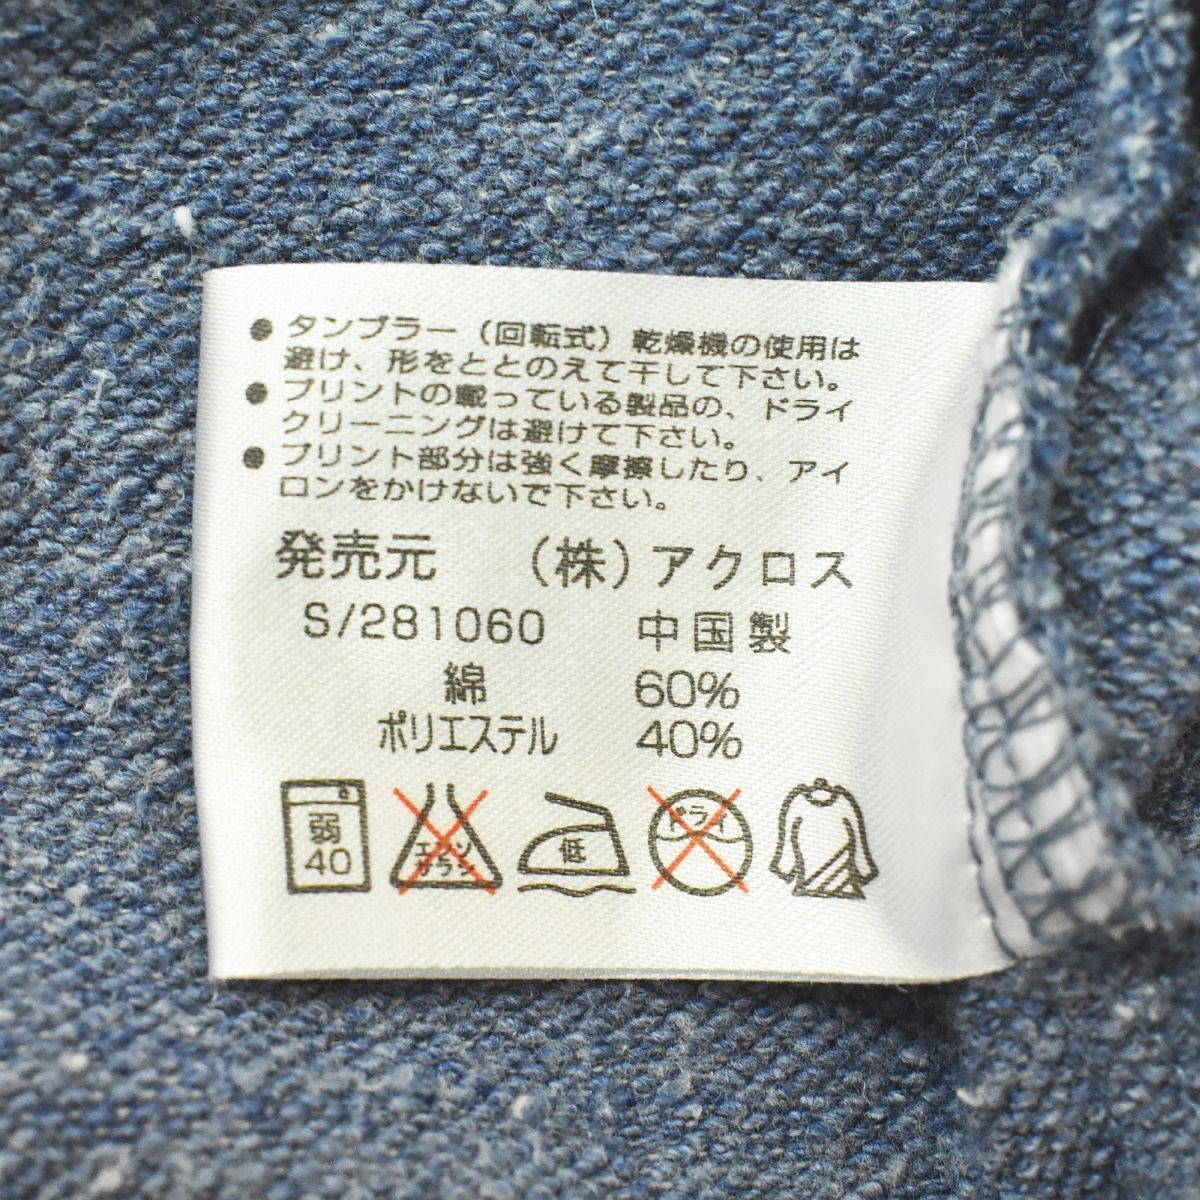 ● タンブラー（回転式）乾燥機の使用は
避け、形をととのえて干して下さい。
● プリントの載っている製品の、ドライ
クリーニングは避けて下さい。
● プリント部分は強く摩擦したり、アイ
ロンをかけないで下さい。
発売元 （株）アクロス
S/281060 中国製
綿 60%
ポリエステル 40%
弱
40
エンソ
サラシ
低
ドライ